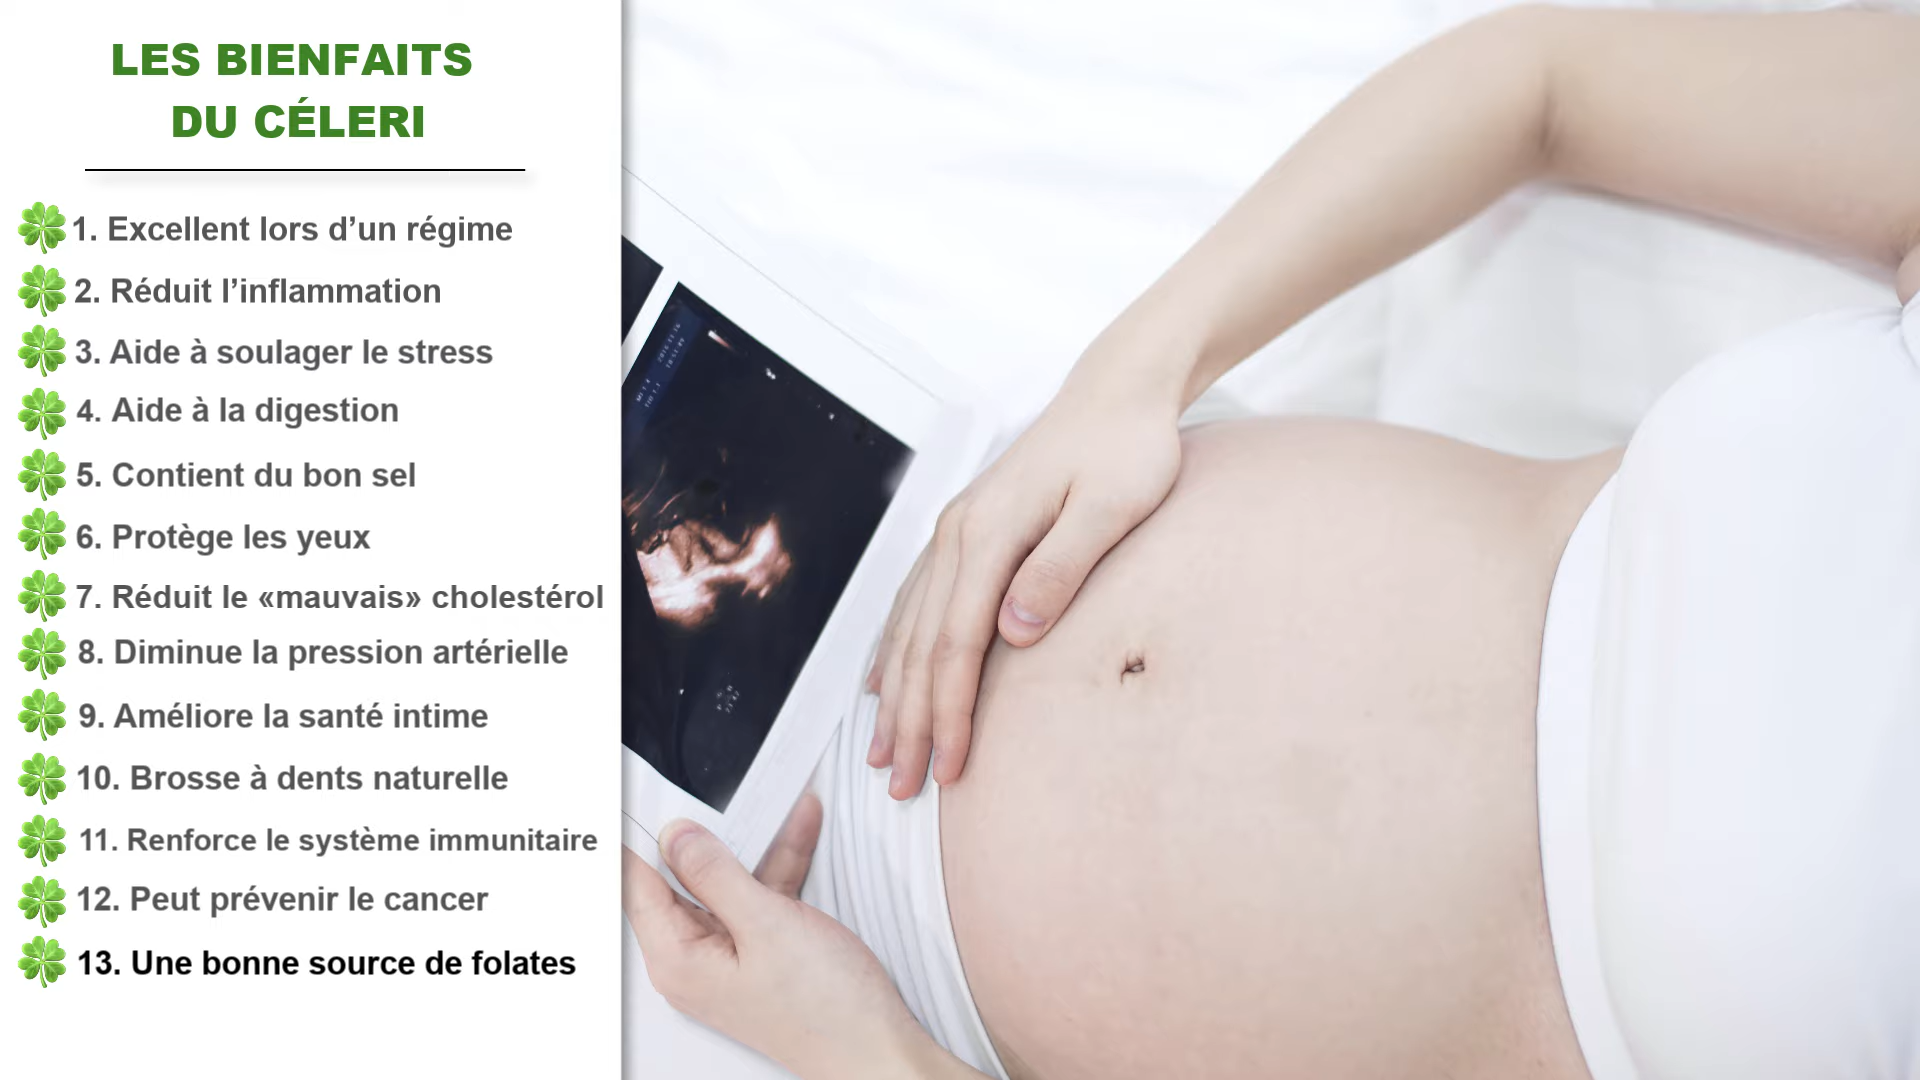 LES BIENFAITS
DU CÉLERI
1. Excellent lors d’un régime
2. Réduit l’inflammation
3. Aide à soulager le stress
4. Aide à la digestion
5. Contient du bon sel
6. Protège les yeux
7. Réduit le «mauvais» cholestérol
8. Diminue la pression artérielle
9. Améliore la santé intime
10. Brosse à dents naturelle
11. Renforce le système immunitaire
12. Peut prévenir le cancer
13. Une bonne source de folates